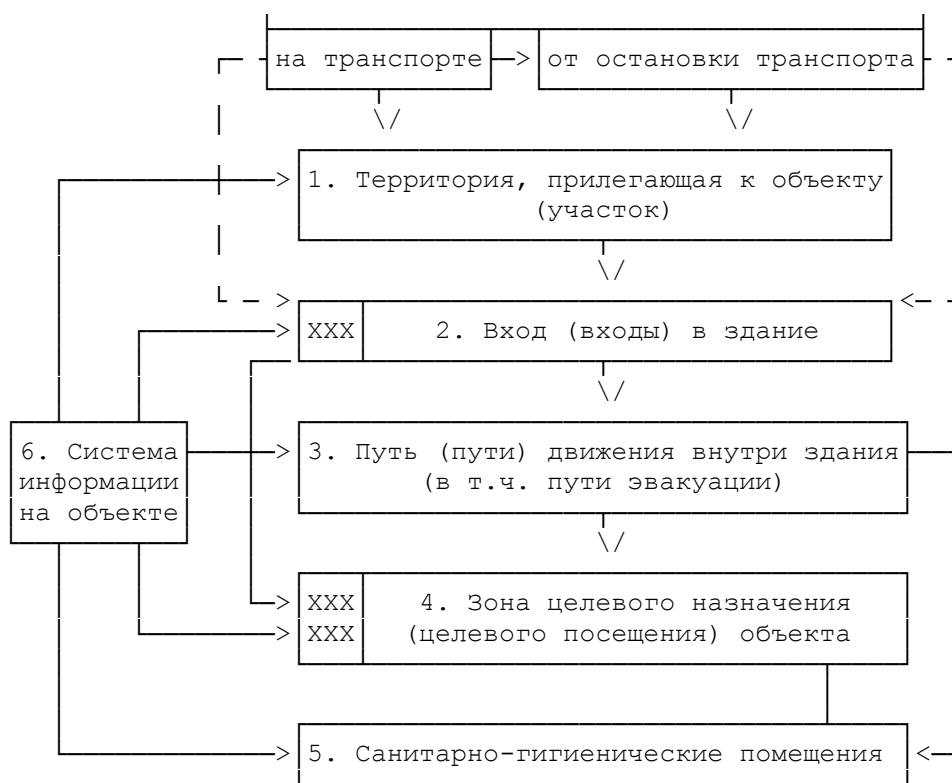 на транспорте
от остановки транспорта
1. Территория, прилегающая к объекту
(участок)
XXX
2. Вход (входы) в здание
6. Система
информации
на объекте
3. Путь (пути) движения внутри здания
(в т.ч. пути эвакуации)
XXX
XXX
4. Зона целевого назначения
(целевого посещения) объекта
5. Санитарно-гигиенические помещения